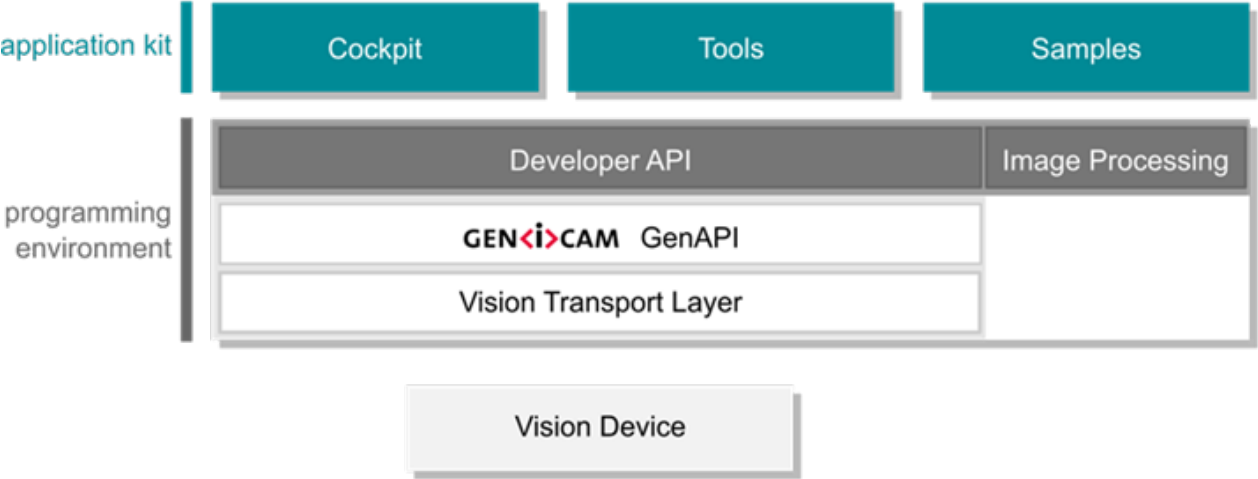 application kit
Cockpit
Tools
Samples
programming
environment
Developer API
Image Processing
GEN<i>CAM GenAPI
Vision Transport Layer
Vision Device